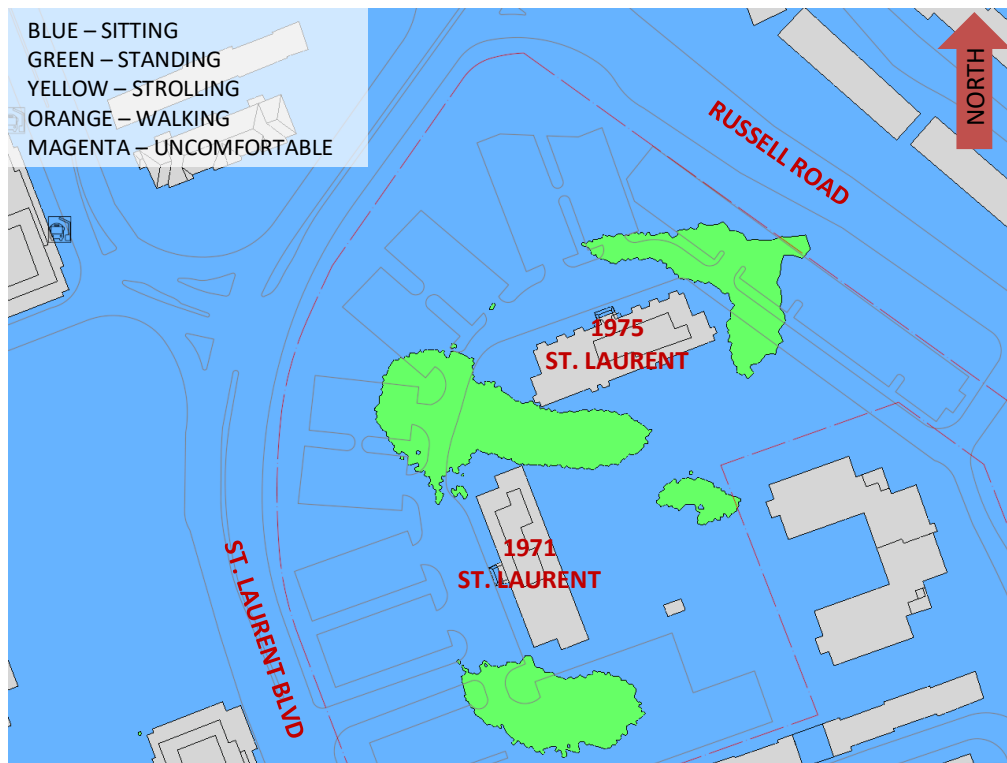 BLUE – SITTING
GREEN – STANDING
YELLOW – STROLLING
ORANGE – WALKING
MAGENTA – UNCOMFORTABLE
NORTH
RUSSELL ROAD
1975
ST. LAURENT
1971
ST. LAURENT
ST. LAURENT BLVD